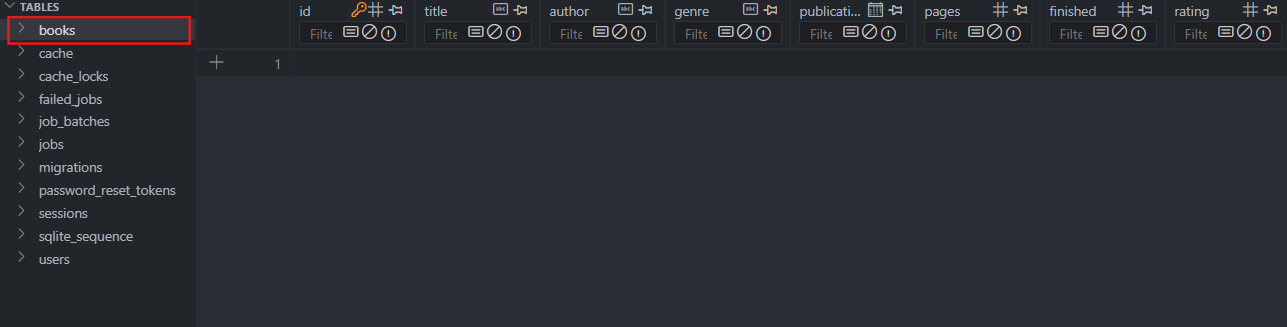 TABLES
books
cache
cache_locks
failed_jobs
job_batches
jobs
migrations
password_reset_tokens
sessions
sqlite_sequence
users
id title author genre publicati... pages finished rating
Filte Filte Filte Filte Filte Filte Filte Filte
1